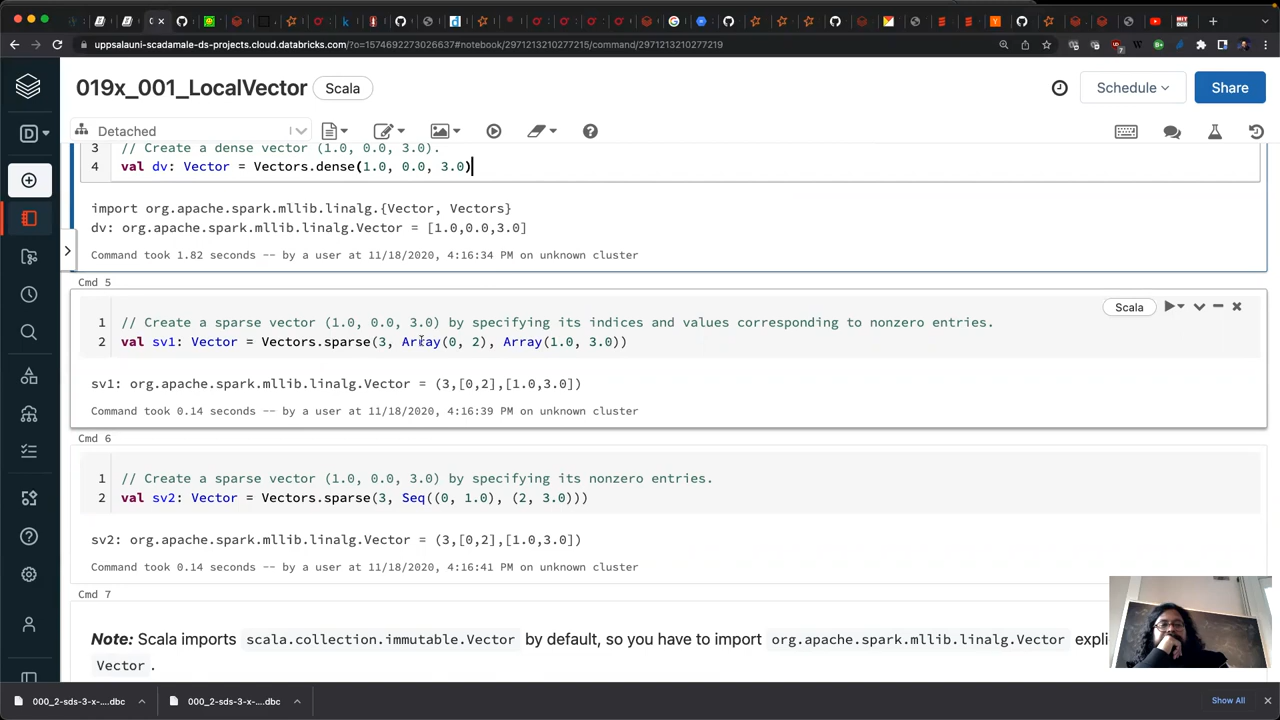 uppsalauni-scadamale-ds-projects.cloud.databricks.com/?o=1574692273026637#notebook/2971213210277215/command/2971213210277219
019x_001_LocalVector
Scala
Schedule
Share
D
Detached
3 // Create a dense vector (1.0, 0.0, 3.0).
4 val dv: Vector = Vectors.dense(1.0, 0.0, 3.0)
import org.apache.spark.mllib.linalg.{Vector, Vectors}
dv: org.apache.spark.mllib.linalg.Vector = [1.0,0.0,3.0]
Command took 1.82 seconds -- by a user at 11/18/2020, 4:16:34 PM on unknown cluster
Cmd 5
Scala
1 // Create a sparse vector (1.0, 0.0, 3.0) by specifying its indices and values corresponding to nonzero entries.
2 val sv1: Vector = Vectors.sparse(3, Array(0, 2), Array(1.0, 3.0))
sv1: org.apache.spark.mllib.linalg.Vector = (3,[0,2],[1.0,3.0])
Command took 0.14 seconds -- by a user at 11/18/2020, 4:16:39 PM on unknown cluster
Cmd 6
1 // Create a sparse vector (1.0, 0.0, 3.0) by specifying its nonzero entries.
2 val sv2: Vector = Vectors.sparse(3, Seq((0, 1.0), (2, 3.0)))
sv2: org.apache.spark.mllib.linalg.Vector = (3,[0,2],[1.0,3.0])
Command took 0.14 seconds -- by a user at 11/18/2020, 4:16:41 PM on unknown cluster
Cmd 7
Note: Scala imports scala.collection.immutable.Vector by default, so you have to import org.apache.spark.mllib.linalg.Vector expli
Vector .
000_2-sds-3-x-....dbc
000_2-sds-3-x-....dbc
Show All